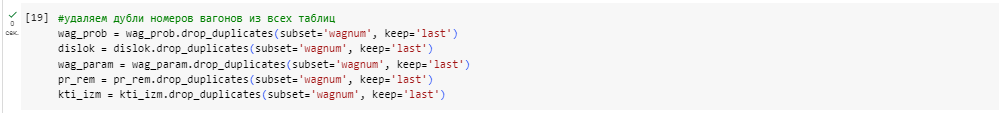 [19] #удаляем дубли номеров вагонов из всех таблиц
0
сек.
wag_prob = wag_prob.drop_duplicates(subset='wagnum', keep='last')
dislok = dislok.drop_duplicates(subset='wagnum', keep='last')
wag_param = wag_param.drop_duplicates(subset='wagnum', keep='last')
pr_rem = pr_rem.drop_duplicates(subset='wagnum', keep='last')
kti_izm = kti_izm.drop_duplicates(subset='wagnum', keep='last')